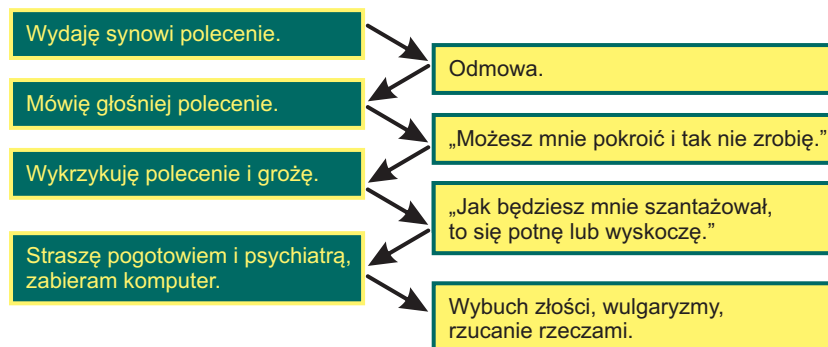 Wydaję synowi polecenie.
Odmowa.
Mówię głośniej polecenie.
„Możesz mnie pokroić i tak nie zrobię.”
Wykrzykuję polecenie i grożę.
„Jak będziesz mnie szantażował,
to się potnę lub wyskoczę.”
Straszę pogotowiem i psychiatrą,
zabieram komputer.
Wybuch złości, wulgaryzmy,
rzucanie rzeczami.